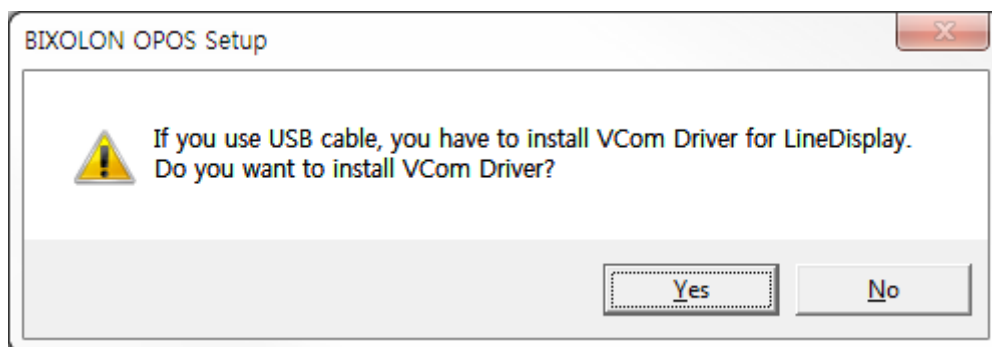 BIXOLON OPOS Setup
If you use USB cable, you have to install VCom Driver for LineDisplay.
Do you want to install VCom Driver?
Yes
No